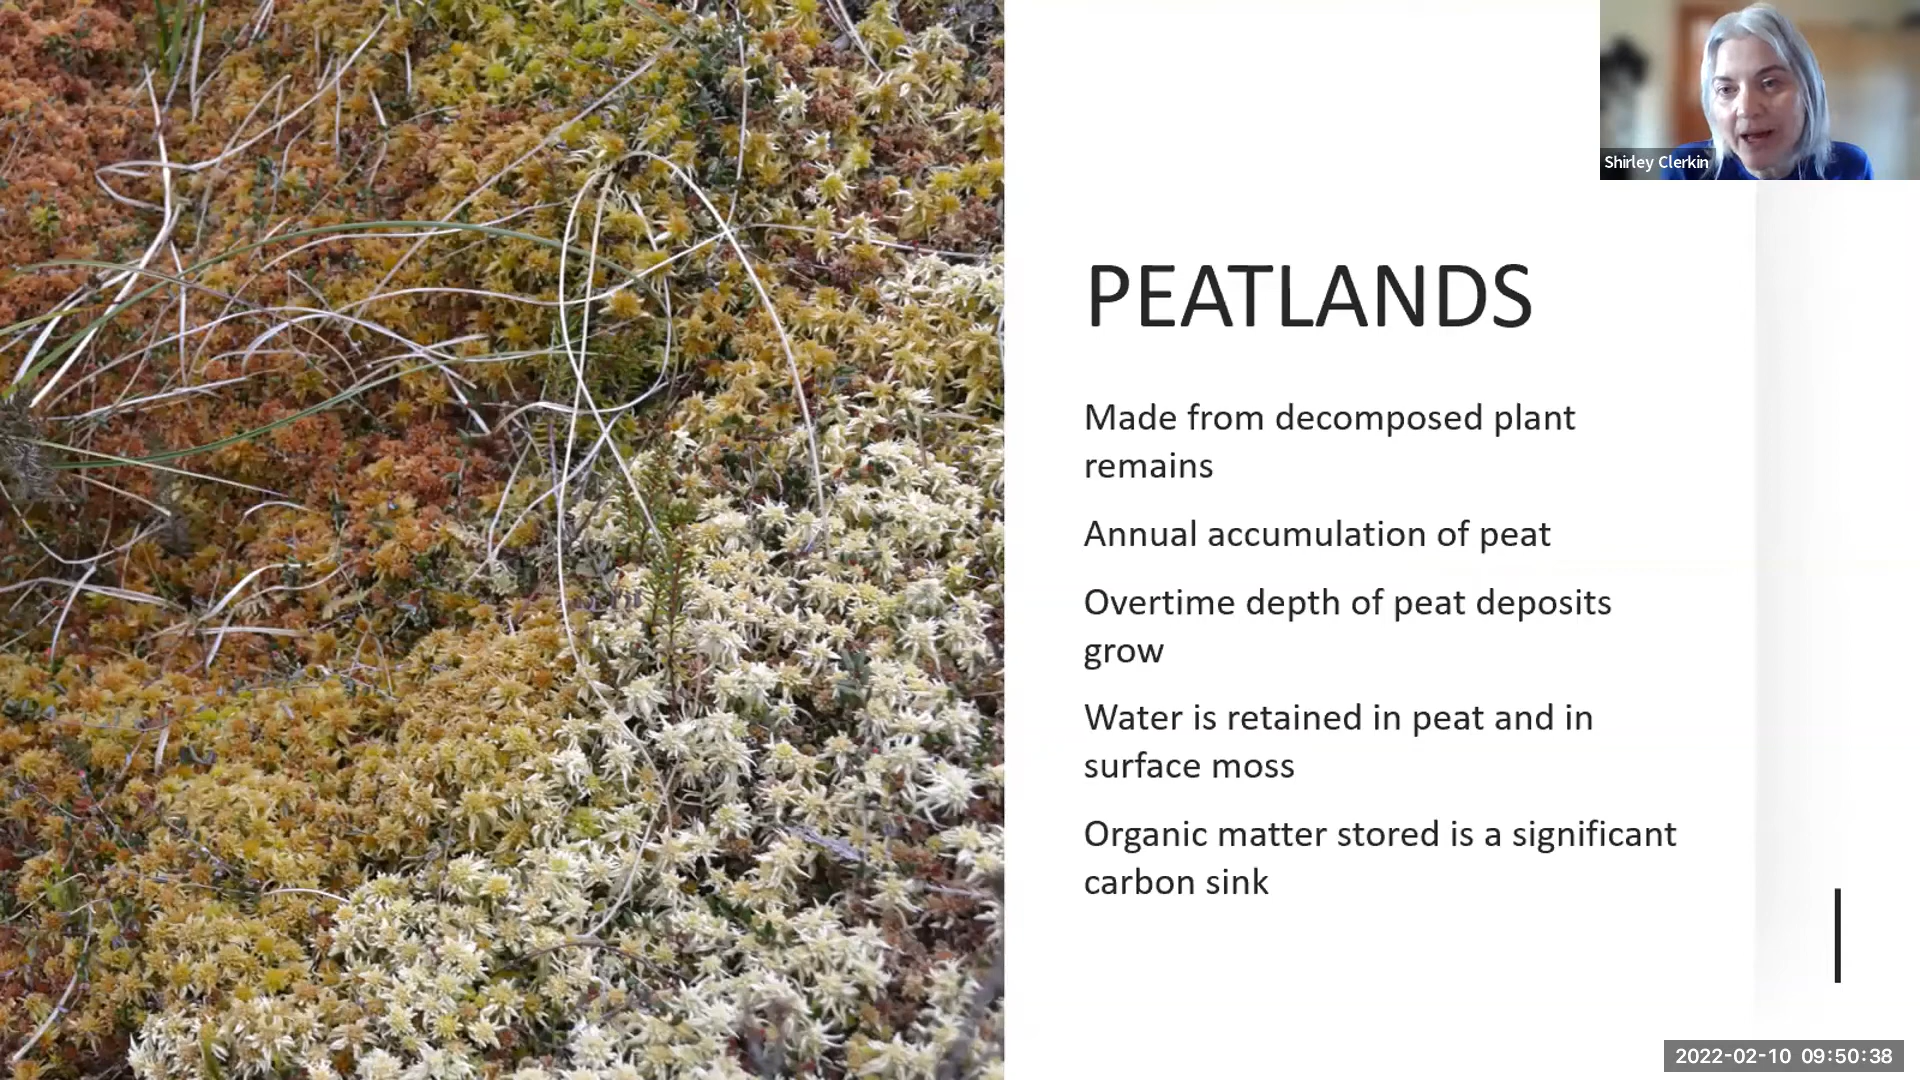 Shirley Clerkin
PEATLANDS
Made from decomposed plant
remains
Annual accumulation of peat
Overtime depth of peat deposits
grow
Water is retained in peat and in
surface moss
Organic matter stored is a significant
carbon sink
2022-02-10 09:50:38